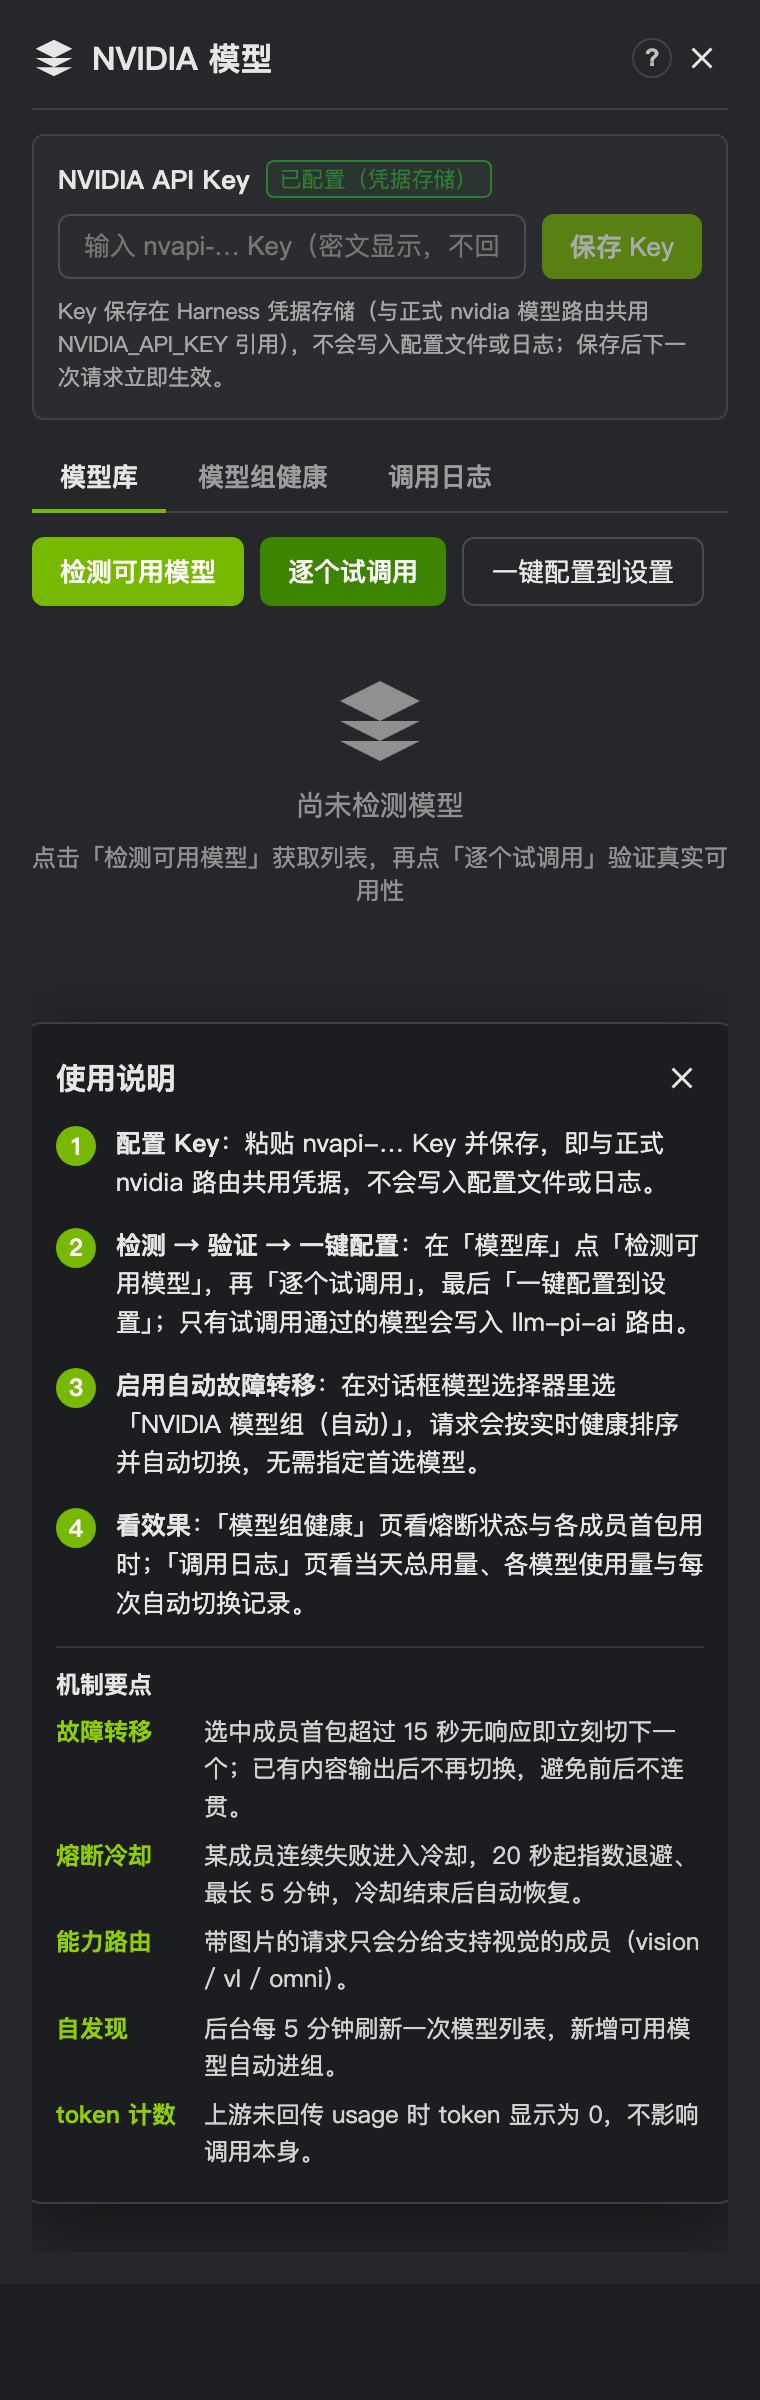 NVIDIA 模型
?
NVIDIA API Key
已配置（凭据存储）
输入 nvapi-... Key（密文显示，不回
保存 Key
Key 保存在 Harness 凭据存储（与正式 nvidia 模型路由共用
NVIDIA_API_KEY 引用），不会写入配置文件或日志；保存后下一
次请求立即生效。
模型库
模型组健康
调用日志
检测可用模型
逐个试调用
一键配置到设置
尚未检测模型
点击「检测可用模型」获取列表，再点「逐个试调用」验证真实可
用性
使用说明
1 配置 Key：粘贴 nvapi-... Key 并保存，即与正式
nvidia 路由共用凭据，不会写入配置文件或日志。
2 检测 → 验证 → 一键配置：在「模型库」点「检测可
用模型」，再「逐个试调用」，最后「一键配置到设
置」；只有试调用通过的模型会写入 llm-pi-ai 路由。
3 启用自动故障转移：在对话框模型选择器里选
「NVIDIA 模型组（自动）」，请求会按实时健康排序
并自动切换，无需指定首选模型。
4 看效果：「模型组健康」页看熔断状态与各成员首包用
时；「调用日志」页看当天总用量、各模型使用量与每
次自动切换记录。
机制要点
故障转移 选中成员首包超过 15 秒无响应即立刻切下一
个；已有内容输出后不再切换，避免前后不连
贯。
熔断冷却 某成员连续失败进入冷却，20 秒起指数退避、
最长 5 分钟，冷却结束后自动恢复。
能力路由 带图片的请求只会分给支持视觉的成员（vision
/ vl / omni）。
自发现 后台每 5 分钟刷新一次模型列表，新增可用模
型自动进组。
token 计数 上游未回传 usage 时 token 显示为 0，不影响
调用本身。